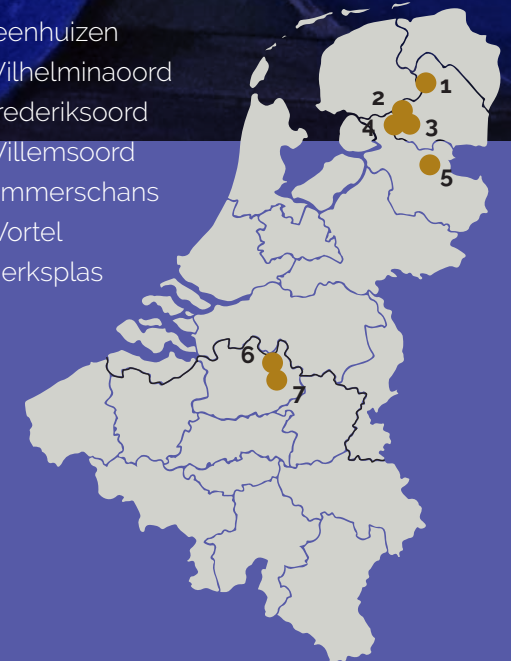 eenhuizen
Vilhelminaoord
rederiksoord
Villemsoord
mmerschans
Vortel
erksplas
1
2
4
3
5
6
7